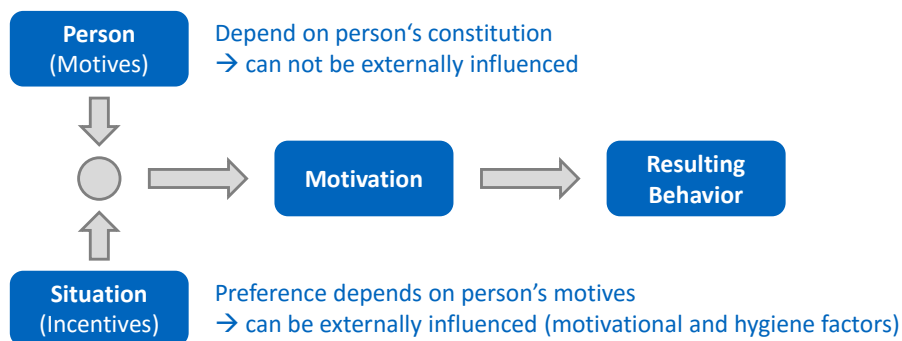 Person
(Motives)
Depend on person‘s constitution
→ can not be externally influenced
Motivation
Resulting
Behavior
Situation
(Incentives)
Preference depends on person’s motives
→ can be externally influenced (motivational and hygiene factors)